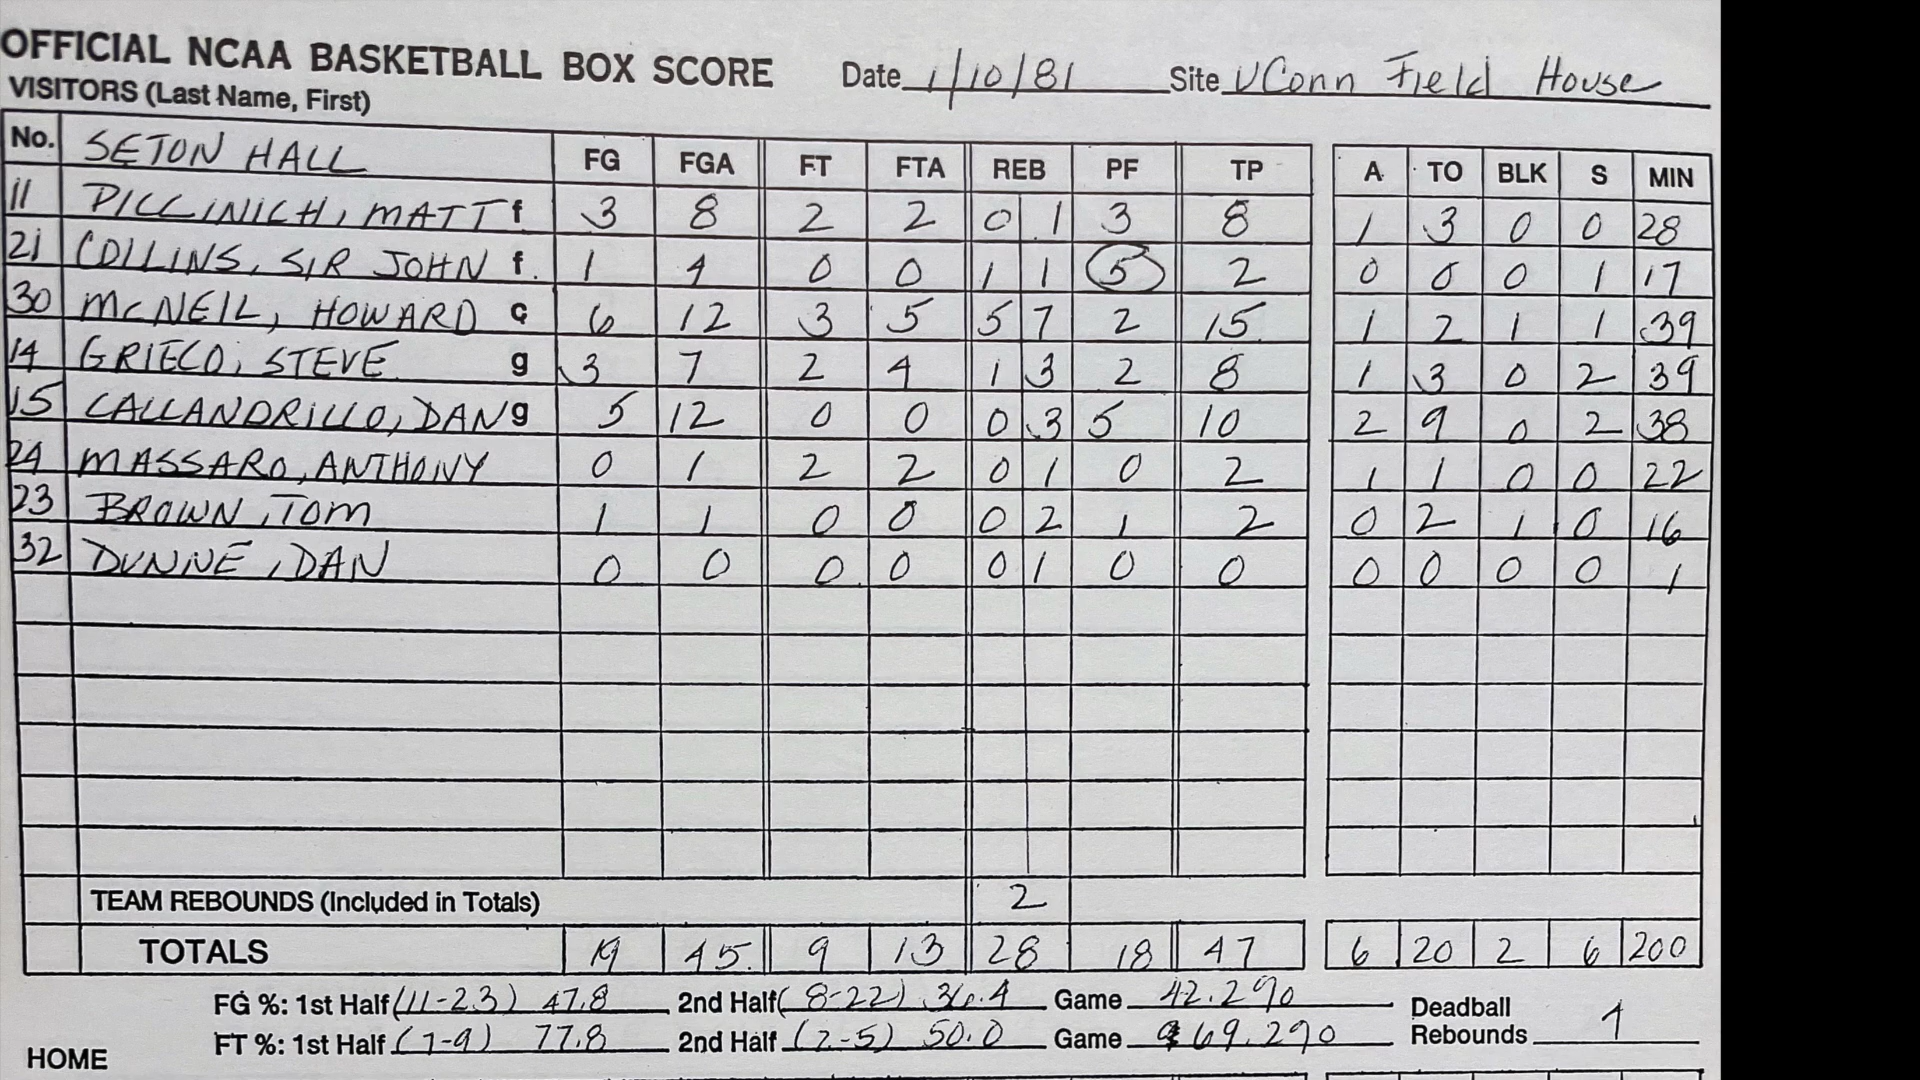 OFFICIAL NCAA BASKETBALL BOX SCORE Date 1/10/81 Site UConn Field House
VISITORS (Last Name, First)
No. SETON HALL FG FGA FT FTA REB PF TP A TO BLK S MIN
11 PILLINICH, MATT f 3 8 2 2 0 1 3 8 1 3 0 0 28
21 COLLINS, SIR JOHN f 1 4 0 0 1 1 5 2 0 0 0 1 17
30 McNEIL, HOWARD c 6 12 3 5 5 7 2 15 1 2 1 1 39
14 GRIECO, STEVE g 3 7 2 4 1 3 2 8 1 3 0 2 39
15 CALLANDRILLO, DAN g 5 12 0 0 0 3 5 10 2 9 0 2 38
24 MASSARO, ANTHONY 0 1 2 2 0 1 0 2 1 1 0 0 22
23 BROWN, TOM 1 1 0 0 0 2 1 2 0 2 1 0 16
32 DUNNE, DAN 0 0 0 0 0 1 0 0 0 0 0 0 1
TEAM REBOUNDS (Included in Totals) 2
TOTALS 19 45 9 13 28 18 47 6 20 2 6 200
FG %: 1st Half (11-23) 47.8 2nd Half (8-22) 36.4 Game 42.2%
Deadball
FT %: 1st Half (7-9) 77.8 2nd Half (2-5) 50.0 Game 69.2%
Rebounds 1
HOME